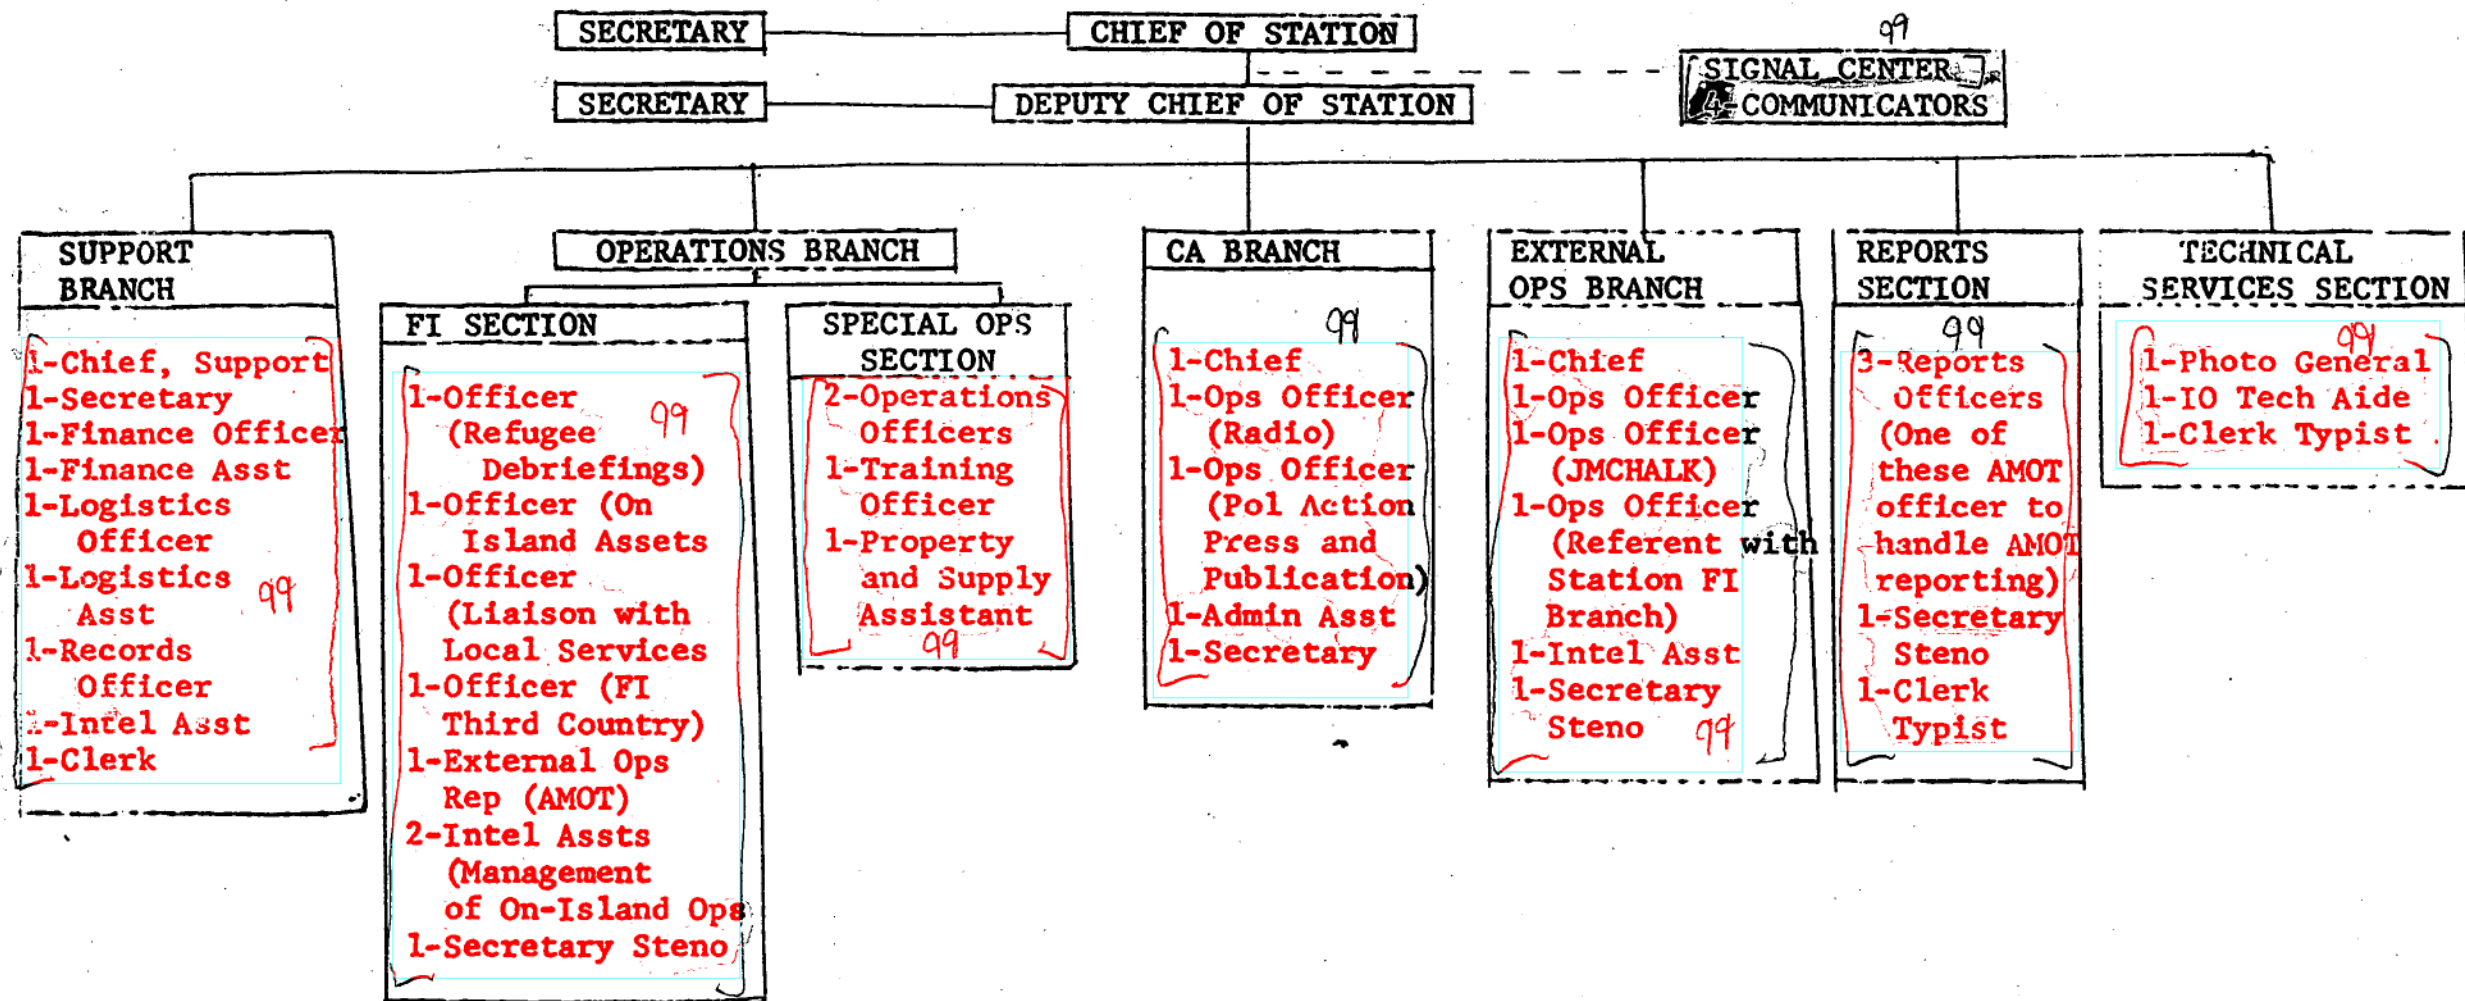 SECRETARY
CHIEF OF STATION
99
SIGNAL CENTER
4-COMMUNICATORS
SECRETARY
DEPUTY CHIEF OF STATION
SUPPORT
BRANCH
1-Chief, Support
1-Secretary
1-Finance Officer
1-Finance Asst
1-Logistics
Officer
1-Logistics
Asst
99
1-Records
Officer
-Intel Asst
1-Clerk
OPERATIONS BRANCH
FI SECTION
1-Officer
(Refugee
99
Debriefings)
1-Officer (On
Island Assets
1-Officer
(Liaison with
Local Services
1-Officer (FI
Third Country)
1-External Ops
Rep (AMOT)
2-Intel Assts
(Management
of On-Island Ops
1-Secretary Steno
SPECIAL OPS
SECTION
2-Operations
Officers
1-Training
Officer
1-Property
and Supply
Assistant
99
CA BRANCH
99
1-Chief
1-Ops Officer
(Radio)
1-Ops Officer
(Pol Action
Press and
Publication)
1-Admin Asst
1-Secretary
EXTERNAL
OPS BRANCH
1-Chief
1-Ops Officer
1-Ops Officer
(JMCHALK)
1-Ops Officer
(Referent with
Station FI
Branch)
1-Intel Asst
1-Secretary
Steno
99
REPORTS
SECTION
99
3-Reports
Officers
(One of
these AMOT
officer to
handle AMOT
reporting)
1-Secretary
Steno
1-Clerk
Typist
TECHNICAL
SERVICES SECTION
99
1-Photo General
1-IO Tech Aide
1-Clerk Typist